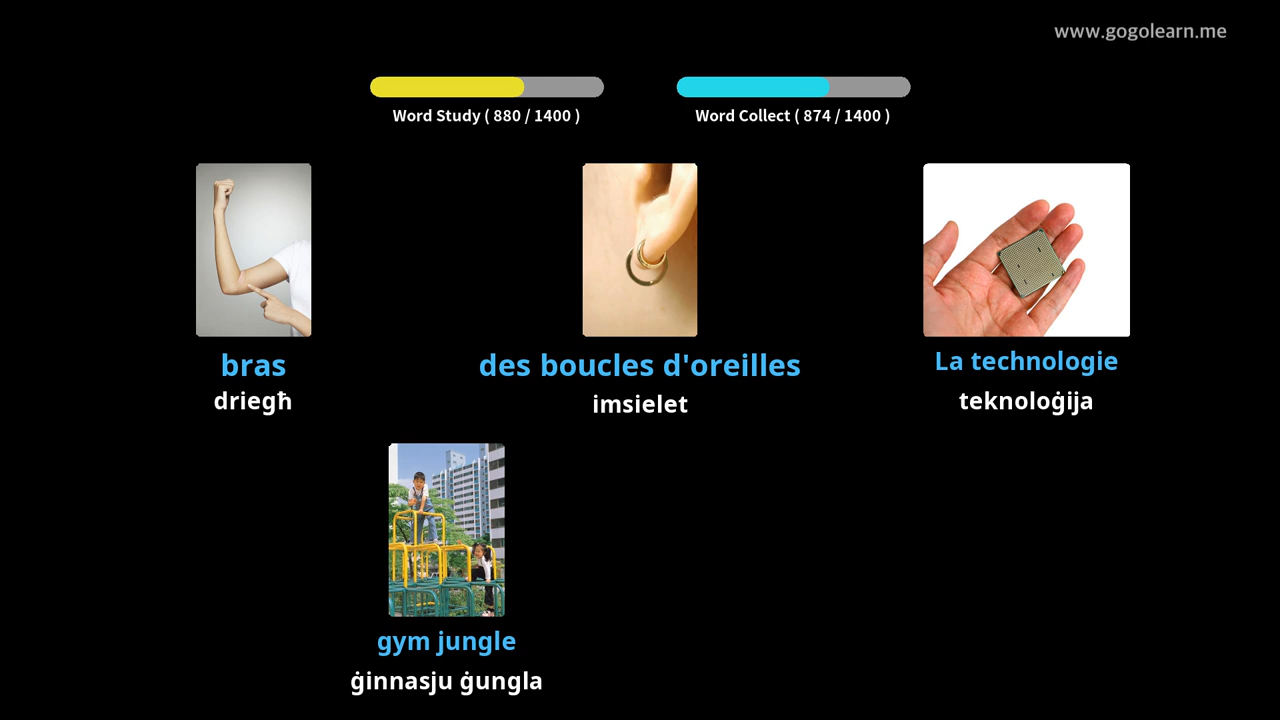 www.gogolearn.me
Word Study ( 880 / 1400 )
Word Collect ( 874 / 1400 )
bras
driegħ
des boucles d'oreilles
imsielet
La technologie
teknoloġija
gym jungle
ġinnasju ġungla